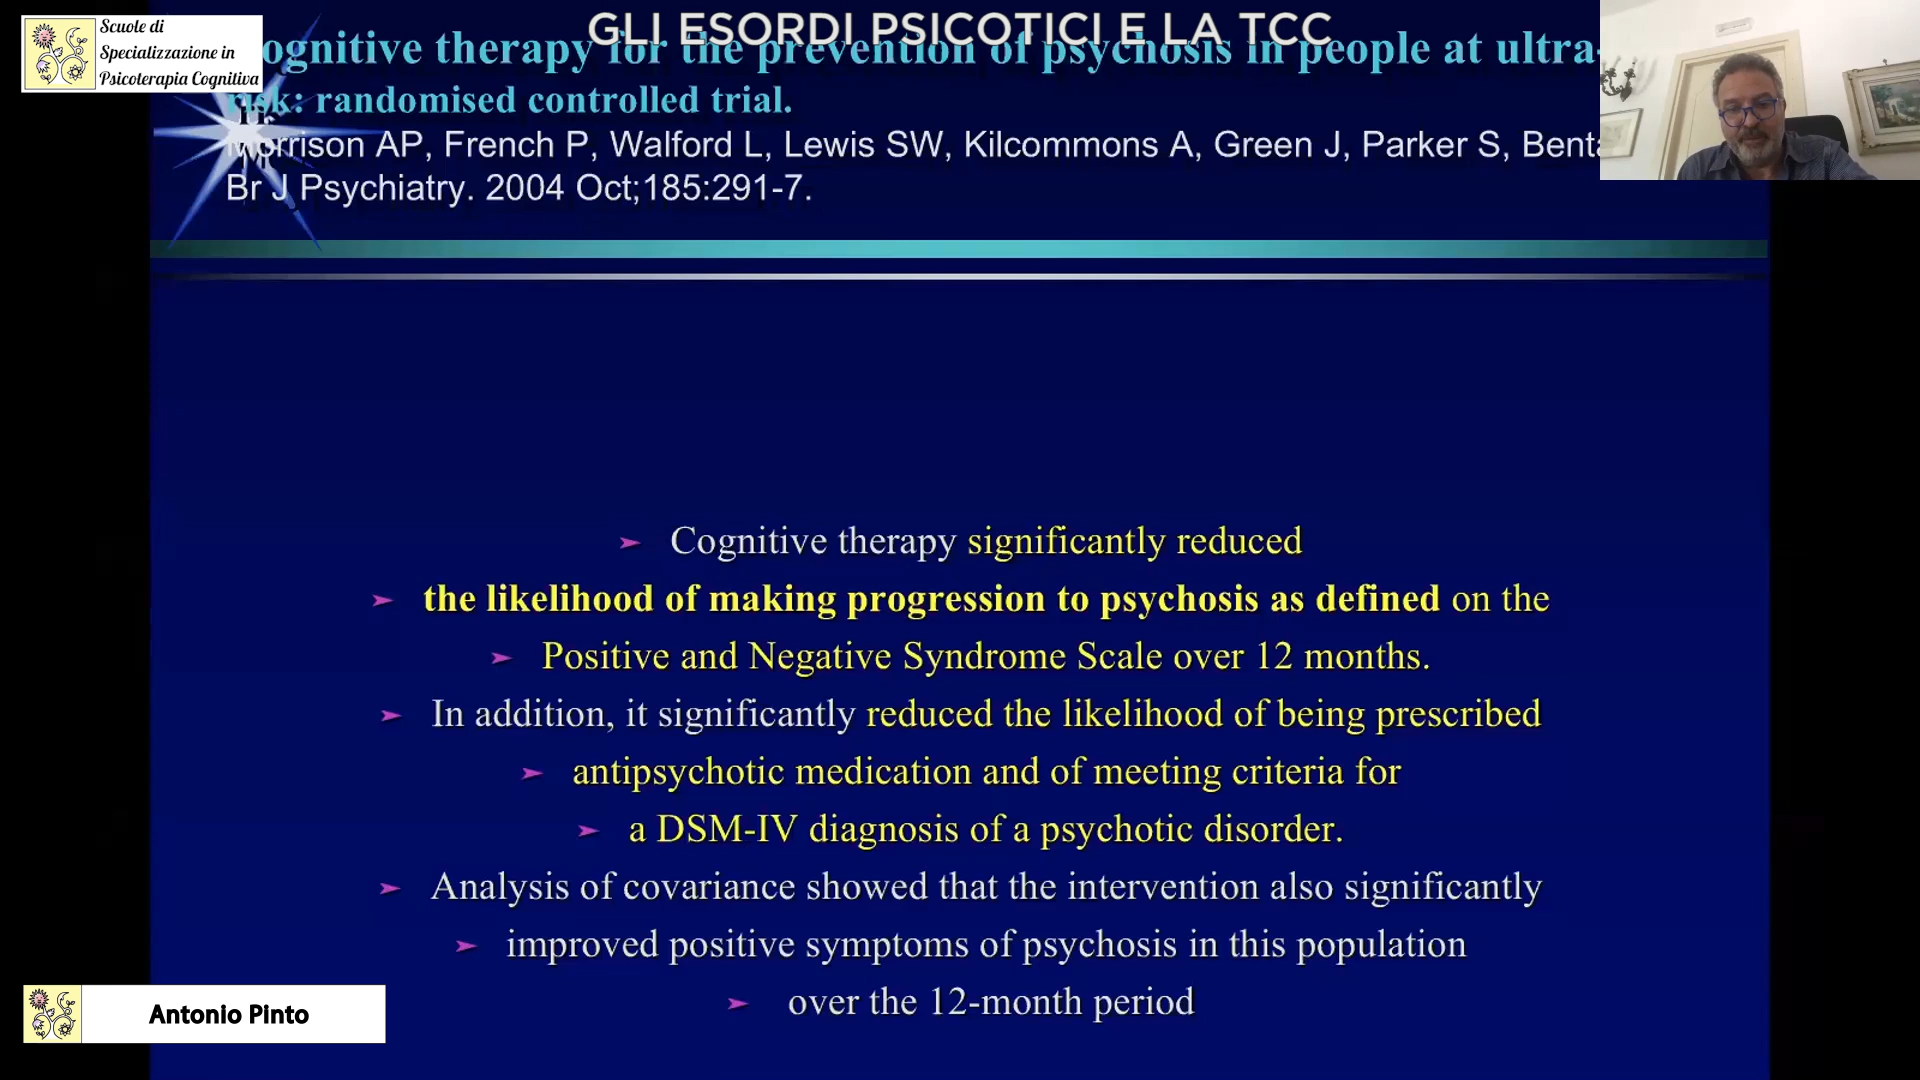 Scuole di
Specializzazione in
Psicoterapia Cognitiva
GLI ESORDI PSICOTICI E LA TCC
ognitive therapy for the prevention of psychosis in people at ultra-
risk: randomised controlled trial.
Morrison AP, French P, Walford L, Lewis SW, Kilcommons A, Green J, Parker S, Benta
Br J Psychiatry. 2004 Oct;185:291-7.
➢ Cognitive therapy significantly reduced
➢ the likelihood of making progression to psychosis as defined on the
➢ Positive and Negative Syndrome Scale over 12 months.
➢ In addition, it significantly reduced the likelihood of being prescribed
➢ antipsychotic medication and of meeting criteria for
➢ a DSM-IV diagnosis of a psychotic disorder.
➢ Analysis of covariance showed that the intervention also significantly
➢ improved positive symptoms of psychosis in this population
➢ over the 12-month period
Antonio Pinto